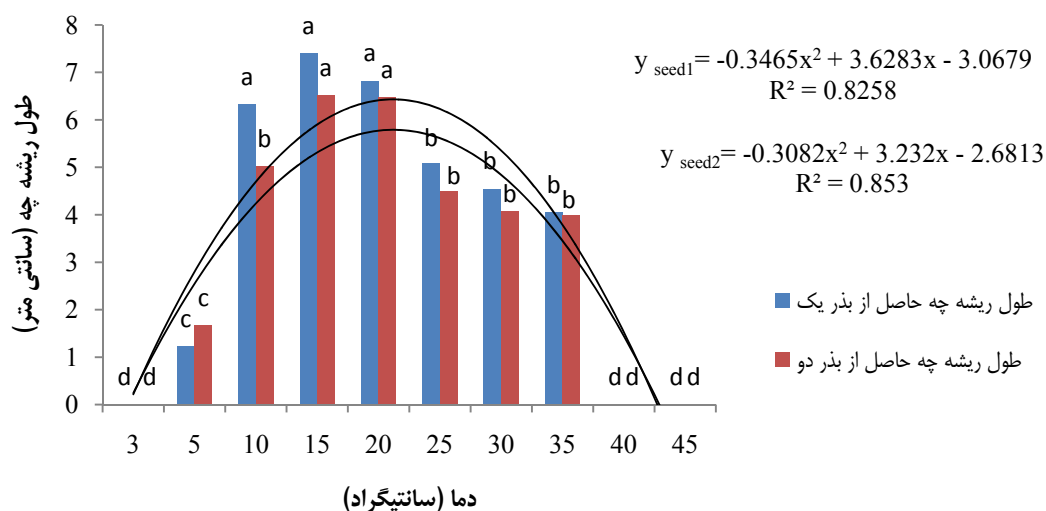 8
7
6
5
4
3
2
1
0
طول ریشه چه (سانتی متر)
d d
c c
a b
a a
a a
b b
b b
b b
d d
d d
3 5 10 15 20 25 30 35 40 45
دما (سانتیگراد)
y seed1= -0.3465x² + 3.6283x - 3.0679
R² = 0.8258
y seed2= -0.3082x² + 3.232x - 2.6813
R² = 0.853
طول ریشه چه حاصل از بذر یک
طول ریشه چه حاصل از بذر دو